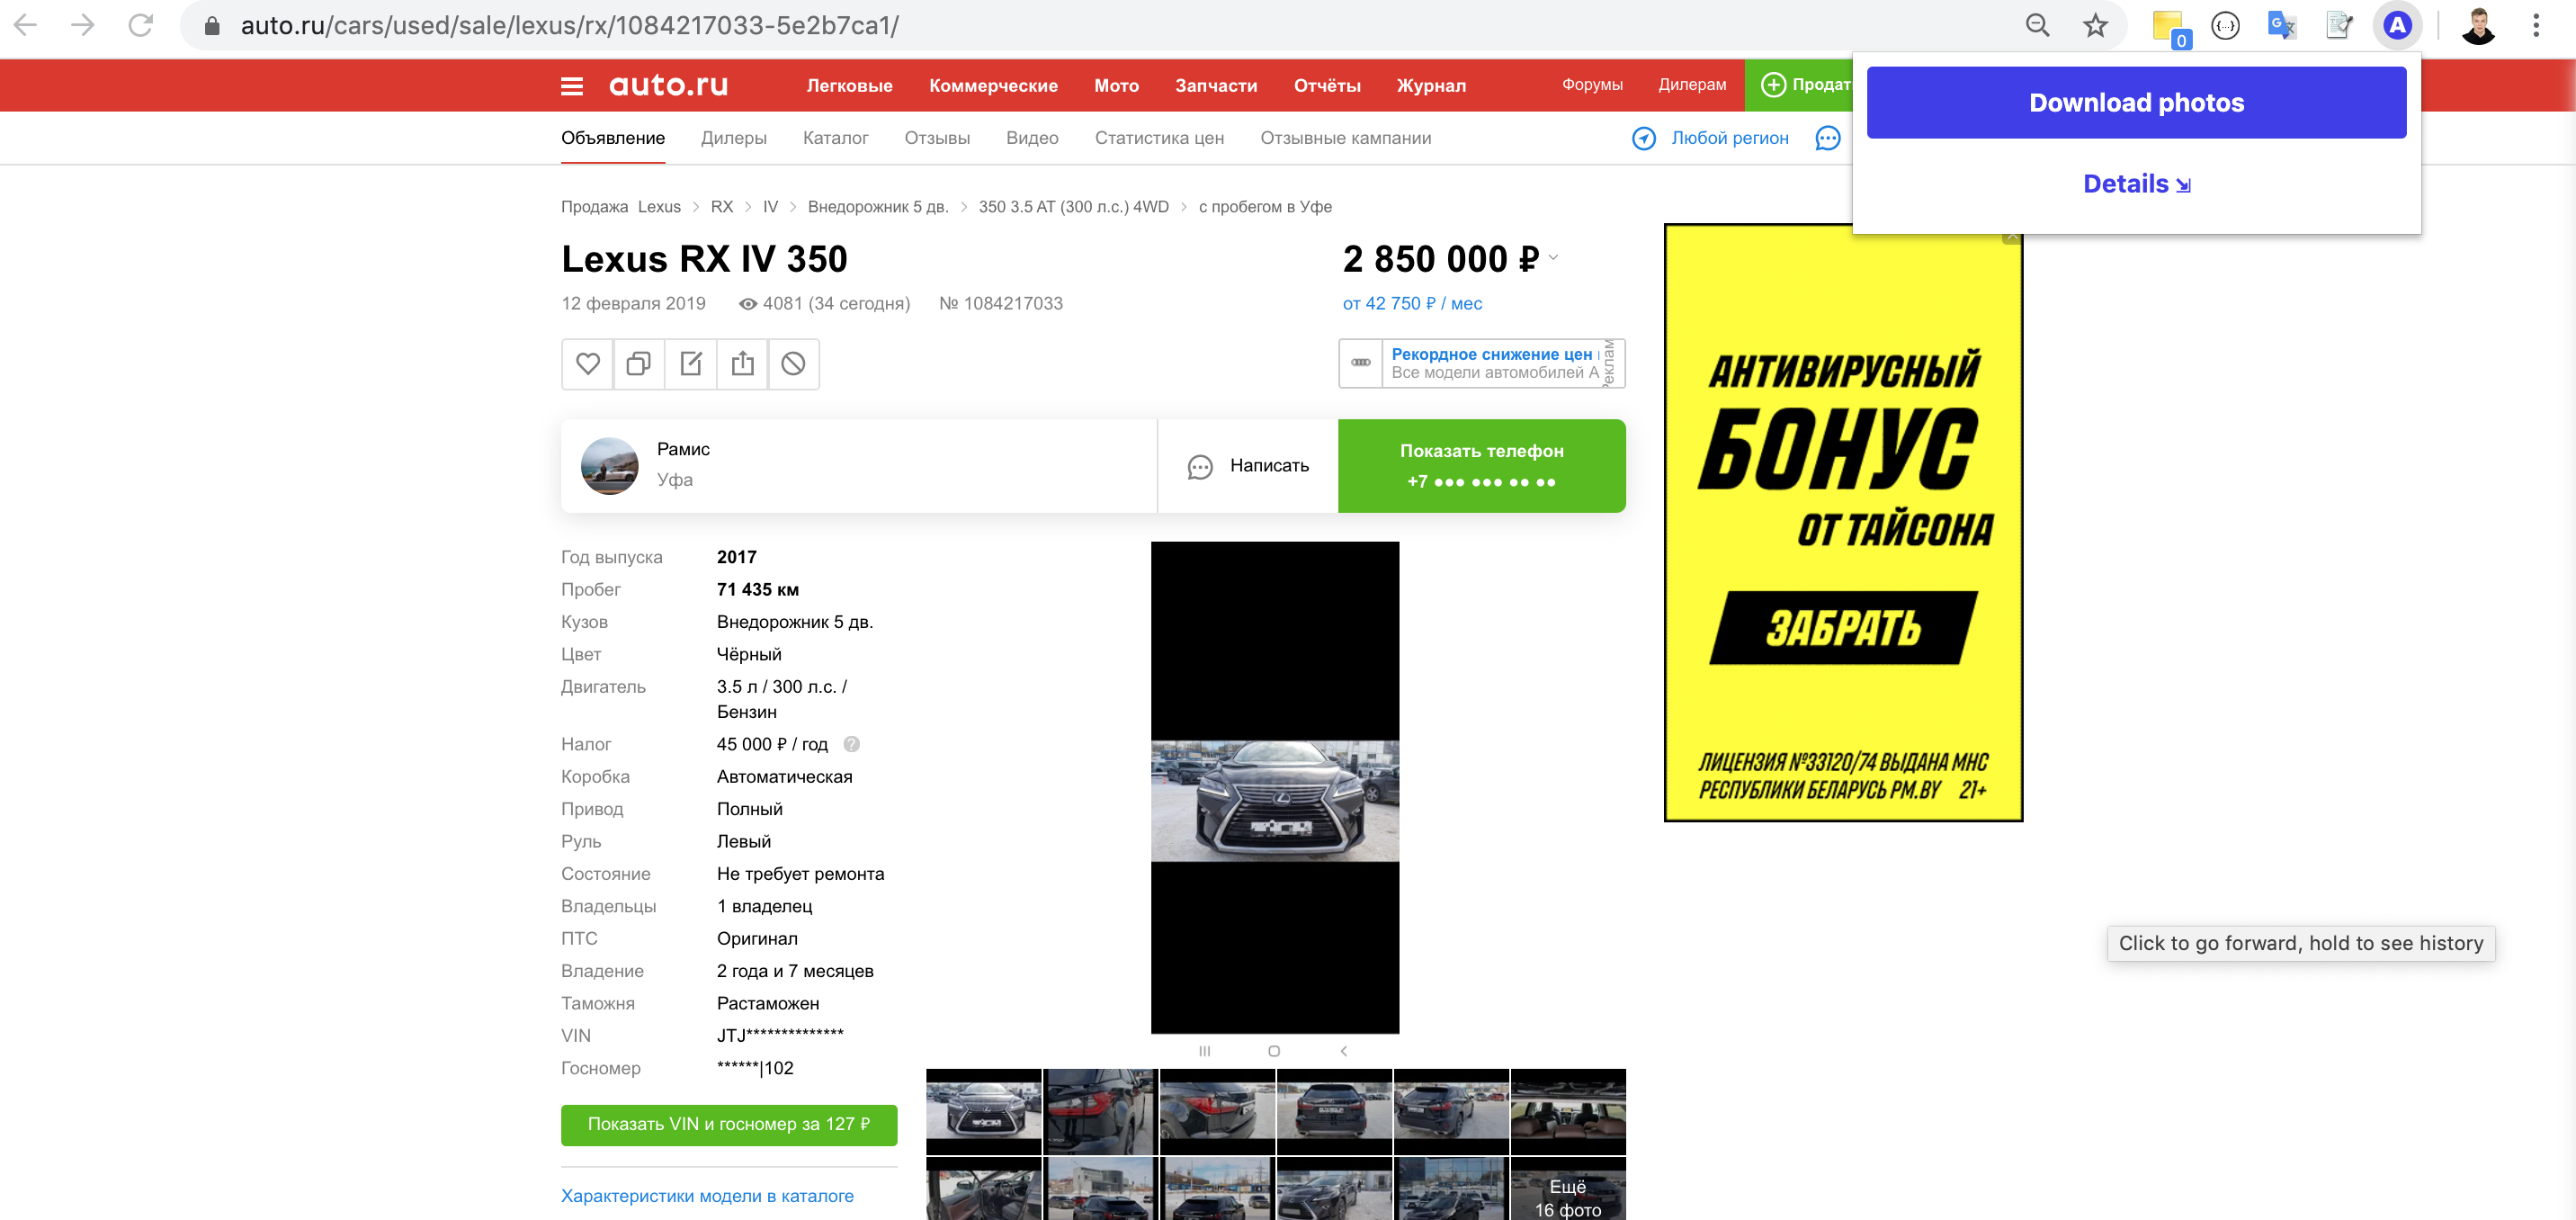 auto.ru/cars/used/sale/lexus/rx/1084217033-5e2b7ca1/
0
A
Download photos
Details
auto.ru
Легковые Коммерческие Мото Запчасти Отчёты Журнал
Форумы Дилерам
Объявление Дилеры Каталог Отзывы Видео Статистика цен Отзывные кампании
Любой регион
Продажа Lexus > RX > IV > Внедорожник 5 дв. > 350 3.5 AT (300 л.с.) 4WD > с пробегом в Уфе
Lexus RX IV 350
2 850 000 ₽
12 февраля 2019 4081 (34 сегодня) № 1084217033
от 42 750 ₽ / мес
Рекордное снижение цен
Все модели автомобилей A
Рамис
Уфа
Написать
Показать телефон
+7 ●●● ●●● ●● ●●
Год выпуска 2017
Пробег 71 435 км
Кузов Внедорожник 5 дв.
Цвет Чёрный
Двигатель 3.5 л / 300 л.с. /
Бензин
Налог 45 000 ₽ / год ?
Коробка Автоматическая
Привод Полный
Руль Левый
Состояние Не требует ремонта
Владельцы 1 владелец
ПТС Оригинал
Владение 2 года и 7 месяцев
Таможня Растаможен
VIN JTJ**************
Госномер ******|102
Показать VIN и госномер за 127 ₽
Характеристики модели в каталоге
Ещё
16 фото
АНТИВИРУСНЫЙ
БОНУС
ОТ ТАЙСОНА
ЗАБРАТЬ
ЛИЦЕНЗИЯ №33120/74 ВЫДАНА МНС
РЕСПУБЛИКИ БЕЛАРУСЬ PM.BY 21+
Click to go forward, hold to see history